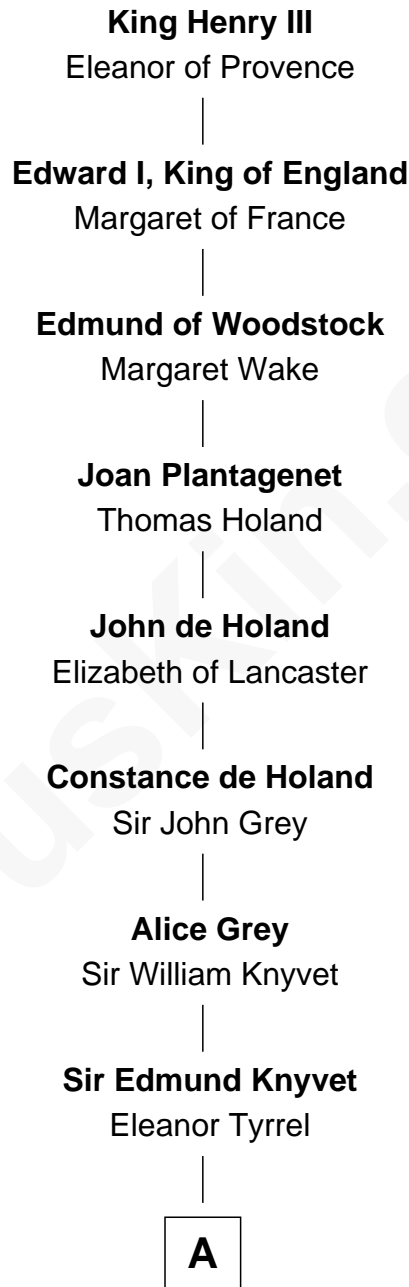 King Henry III
Eleanor of Provence
Edward I, King of England
Margaret of France
Edmund of Woodstock
Margaret Wake
Joan Plantagenet
Thomas Holand
John de Holand
Elizabeth of Lancaster
Constance de Holand
Sir John Grey
Alice Grey
Sir William Knyvet
Sir Edmund Knyvet
Eleanor Tyrrel
A